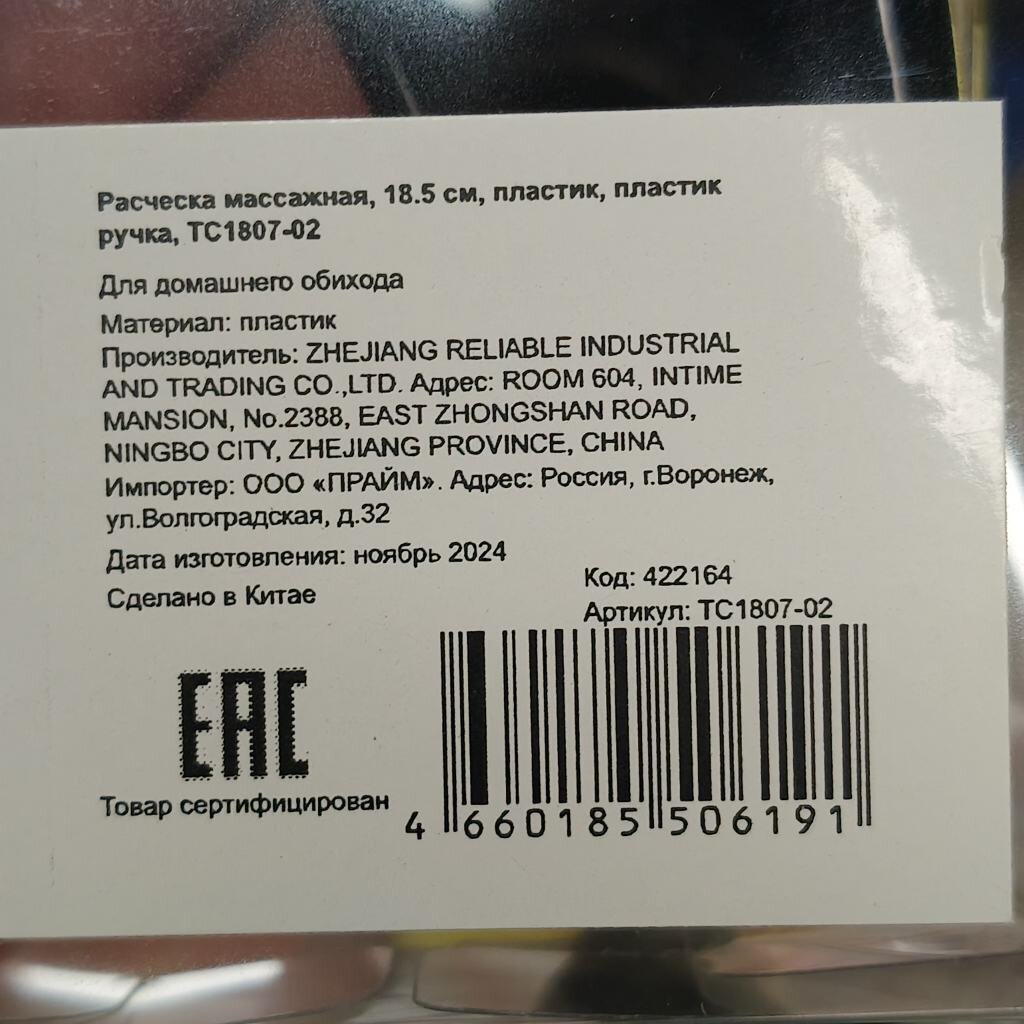 Расческа массажная, 18.5 см, пластик, пластик
ручка, TC1807-02
Для домашнего обихода
Материал: пластик
Производитель: ZHEJIANG RELIABLE INDUSTRIAL
AND TRADING CO.,LTD. Адрес: ROOM 604, INTIME
MANSION, No.2388, EAST ZHONGSHAN ROAD,
NINGBO CITY, ZHEJIANG PROVINCE, CHINA
Импортер: ООО «ПРАЙМ». Адрес: Россия, г.Воронеж,
ул.Волгоградская, д.32
Дата изготовления: ноябрь 2024
Сделано в Китае
Код: 422164
Артикул: TC1807-02
EAC
Товар сертифицирован
4 660185 506191